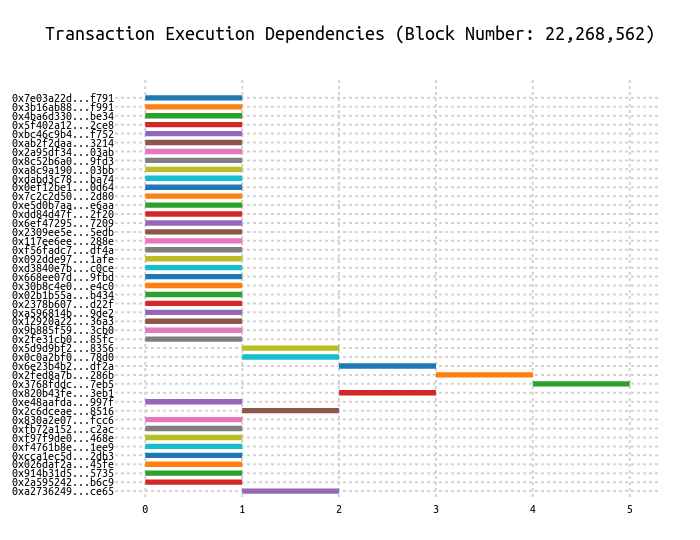 Transaction Execution Dependencies (Block Number: 22,268,562)
0x7e03a22d...f791
0x3b16ab88...f991
0x4ba6d330...be34
0x5f402a12...2ce8
0xbc46c9b4...f752
0xab2f2daa...3214
0x2a95df34...03ab
0x8c52b6a0...9fd3
0xa8c9a190...03bb
0xdabd3c78...ba74
0x0ef12be1...0d64
0x7c2c2d50...2d80
0xe5d0b7aa...e6aa
0xdd84d47f...2f20
0x6ef47295...7209
0x2309ee5e...5edb
0x117ee6ee...288e
0xf56fadc7...df4a
0x092dde97...1afe
0xd3840e7b...c0ce
0x668ee07d...9fbd
0x30b8c4e0...e4c0
0x02b1b55a...b434
0x2378b607...d22f
0xa596814b...9de2
0x12920a22...36a3
0x9b885f59...3cb0
0x2fe31cb0...85fc
0x5d9d9bf2...8356
0x0c0a2bf0...78d0
0x6e23b4b2...df2a
0x2fed8a7b...286b
0x3768fddc...7eb5
0x820b43fe...3eb1
0xe48aafda...997f
0x2c6dceae...8516
0x830a2e07...fcc6
0xfb72a152...c2ac
0xf97f9de0...468e
0xf4761b8e...1ee9
0xcca1ec5d...2db3
0x026daf2a...45fe
0x914b31d5...5735
0x2a595242...b6c9
0xa2736249...ce65
0 1 2 3 4 5